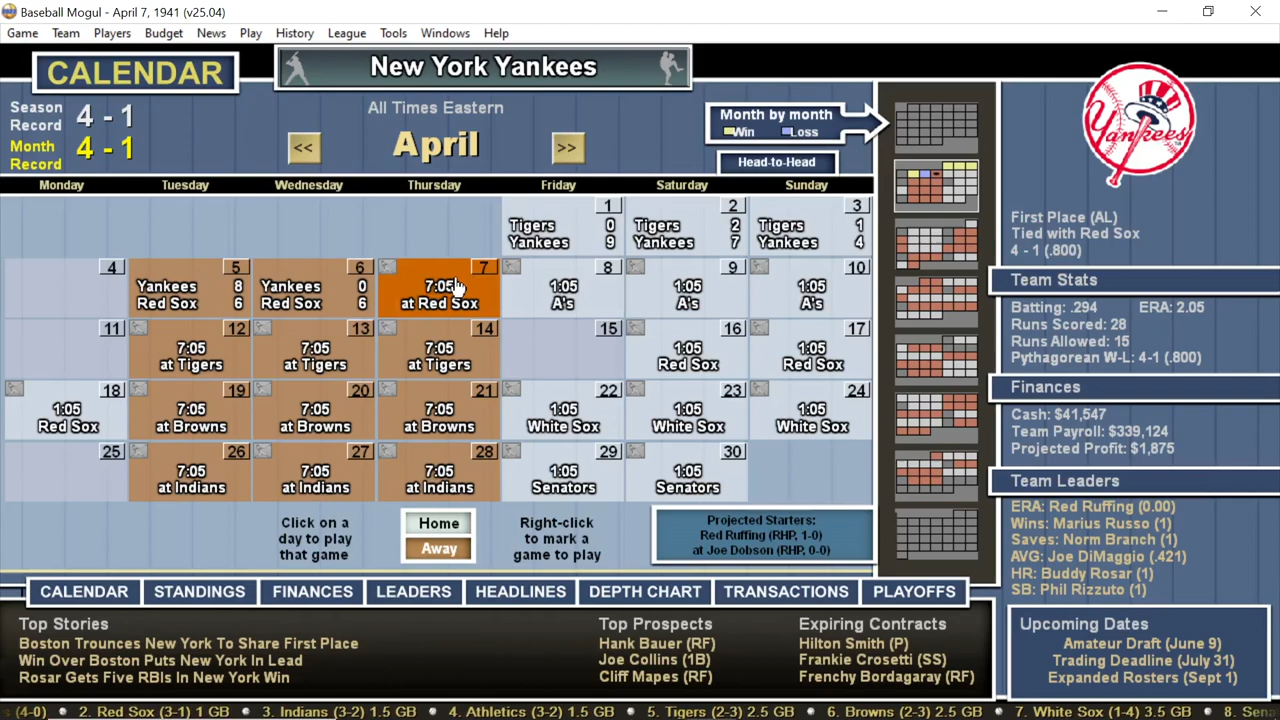 Baseball Mogul - April 7, 1941 (v25.04)
Game Team Players Budget News Play History League Tools Windows Help
CALENDAR
New York Yankees
Season Record 4 - 1
Month Record 4 - 1
All Times Eastern
<< April >>
Month by month
Win Loss
Head-to-Head
Monday Tuesday Wednesday Thursday Friday Saturday Sunday
1 2 3
Tigers 0 Tigers 2 Tigers 1
Yankees 9 Yankees 7 Yankees 4
4 5 6 7 8 9 10
Yankees 8 Yankees 0 7:05 1:05 1:05 1:05
Red Sox 6 Red Sox 6 at Red Sox A's A's A's
11 12 13 14 15 16 17
7:05 7:05 7:05 1:05 1:05
at Tigers at Tigers at Tigers Red Sox Red Sox
18 19 20 21 22 23 24
1:05 7:05 7:05 7:05 1:05 1:05 1:05
Red Sox at Browns at Browns at Browns White Sox White Sox White Sox
25 26 27 28 29 30
7:05 7:05 7:05 1:05 1:05
at Indians at Indians at Indians Senators Senators
Click on a
day to play
that game
Home
Away
Right-click
to mark a
game to play
Projected Starters:
Red Ruffing (RHP, 1-0)
at Joe Dobson (RHP, 0-0)
Yankees
First Place (AL)
Tied with Red Sox
4 - 1 (.800)
Team Stats
Batting: .294 ERA: 2.05
Runs Scored: 28
Runs Allowed: 15
Pythagorean W-L: 4-1 (.800)
Finances
Cash: $41,547
Team Payroll: $339,124
Projected Profit: $1,875
Team Leaders
ERA: Red Ruffing (0.00)
Wins: Marius Russo (1)
Saves: Norm Branch (1)
AVG: Joe DiMaggio (.421)
HR: Buddy Rosar (1)
SB: Phil Rizzuto (1)
CALENDAR STANDINGS FINANCES LEADERS HEADLINES DEPTH CHART TRANSACTIONS PLAYOFFS
Top Stories
Boston Trounces New York To Share First Place
Win Over Boston Puts New York In Lead
Rosar Gets Five RBIs In New York Win
Top Prospects
Hank Bauer (RF)
Joe Collins (1B)
Cliff Mapes (RF)
Expiring Contracts
Hilton Smith (P)
Frankie Crosetti (SS)
Frenchy Bordagaray (RF)
Upcoming Dates
Amateur Draft (June 9)
Trading Deadline (July 31)
Expanded Rosters (Sept 1)
(4-0) 2. Red Sox (3-1) 1 GB 3. Indians (3-2) 1.5 GB 4. Athletics (3-2) 1.5 GB 5. Tigers (2-3) 2.5 GB 6. Browns (2-3) 2.5 GB 7. White Sox (1-4) 3.5 GB 8.